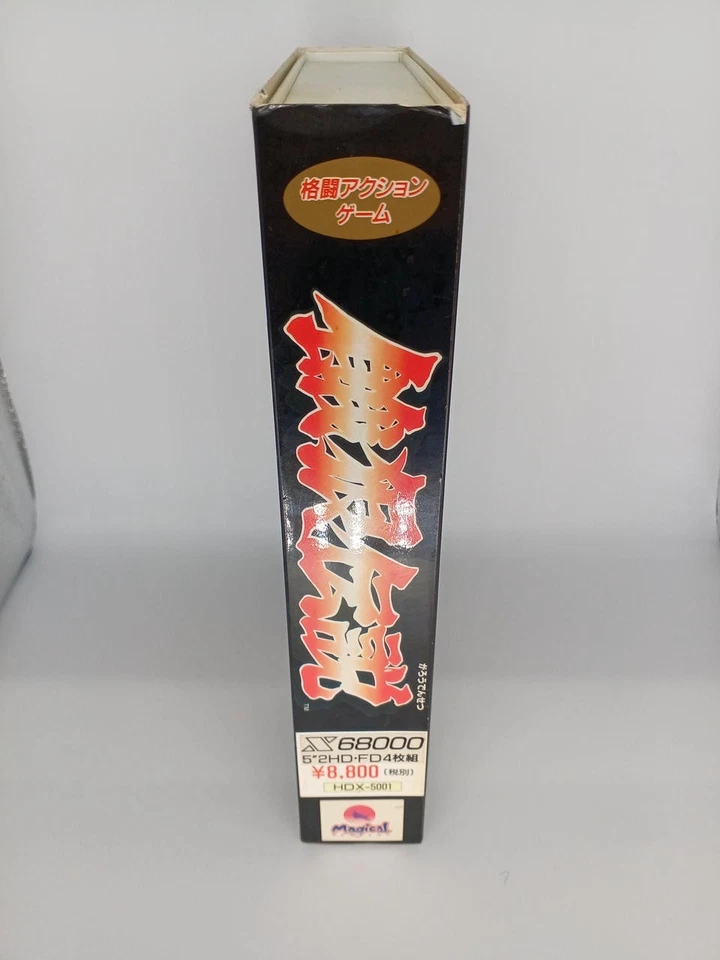 格闘アクション
ゲーム
餓狼伝説
がろうでんせつ
TM
X68000
5"2HD・FD4枚組
¥8,800(税別)
HDX-5001
Magical